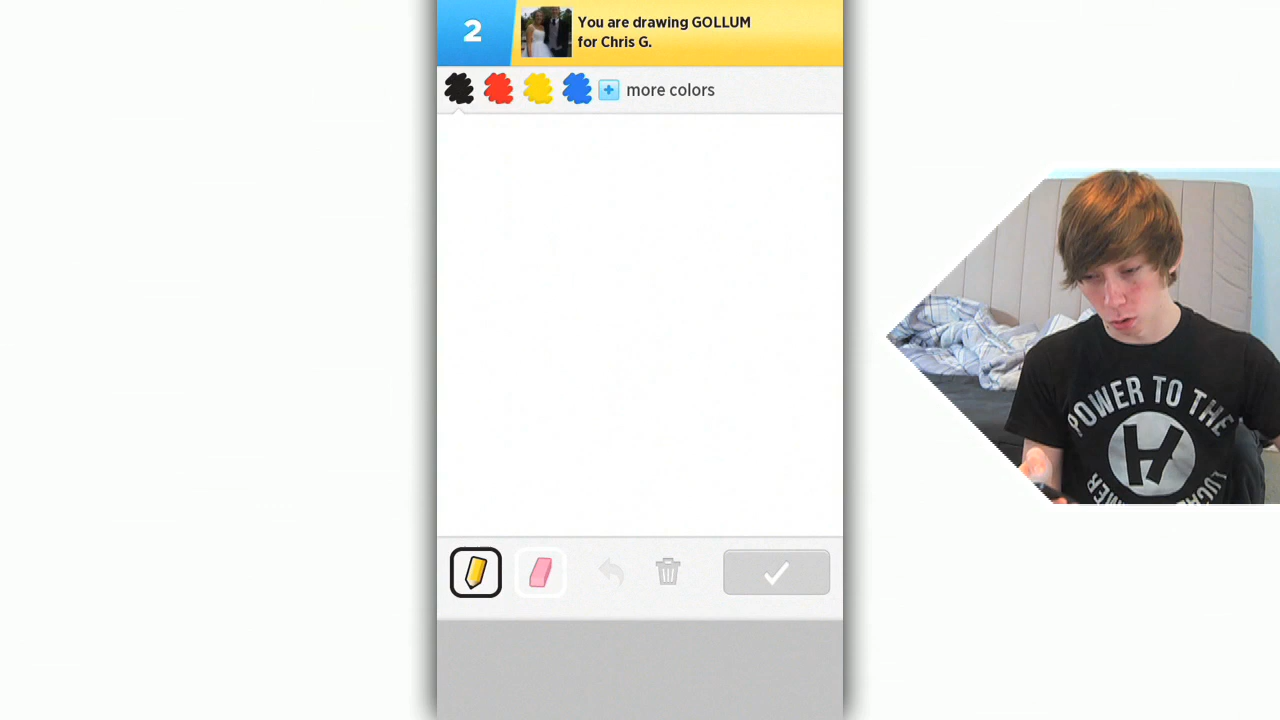 2
You are drawing GOLLUM
for Chris G.
more colors
POWER TO THE
H